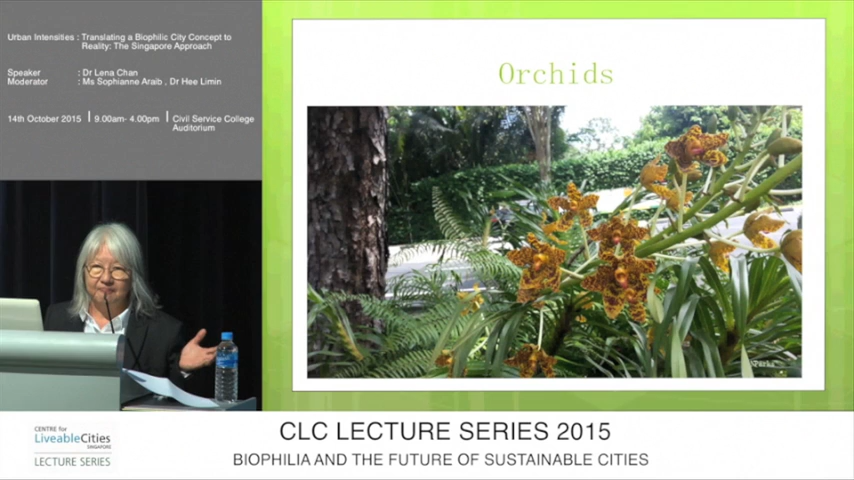 Urban Intensities : Translating a Biophilic City Concept to
Reality: The Singapore Approach
Speaker : Dr Lena Chan
Moderator : Ms Sophianne Araib , Dr Hee Limin
14th October 2015 | 9.00am- 4.00pm | Civil Service College
Auditorium
Orchids
NParks
CENTRE for
LiveableCities
SINGAPORE
LECTURE SERIES
CLC LECTURE SERIES 2015
BIOPHILIA AND THE FUTURE OF SUSTAINABLE CITIES